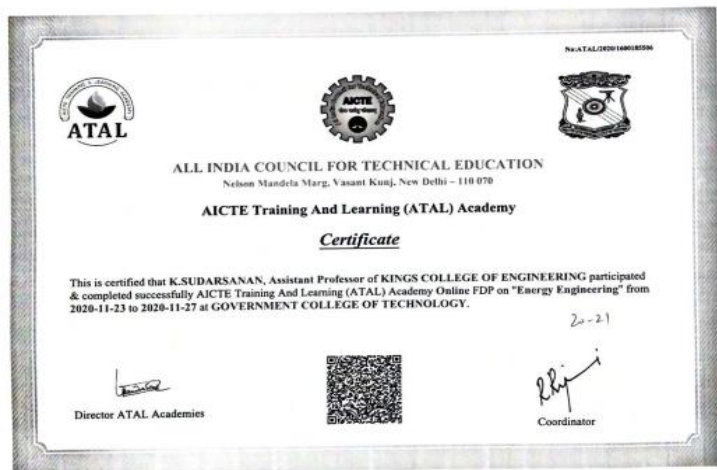 No:ATAL/2020/1600185506
ATAL
AICTE
ALL INDIA COUNCIL FOR TECHNICAL EDUCATION
Nelson Mandela Marg, Vasant Kunj, New Delhi – 110 070
AICTE Training And Learning (ATAL) Academy
Certificate
This is certified that K.SUDARSANAN, Assistant Professor of KINGS COLLEGE OF ENGINEERING participated
& completed successfully AICTE Training And Learning (ATAL) Academy Online FDP on "Energy Engineering" from
2020-11-23 to 2020-11-27 at GOVERNMENT COLLEGE OF TECHNOLOGY.
20-21
Director ATAL Academies
Coordinator